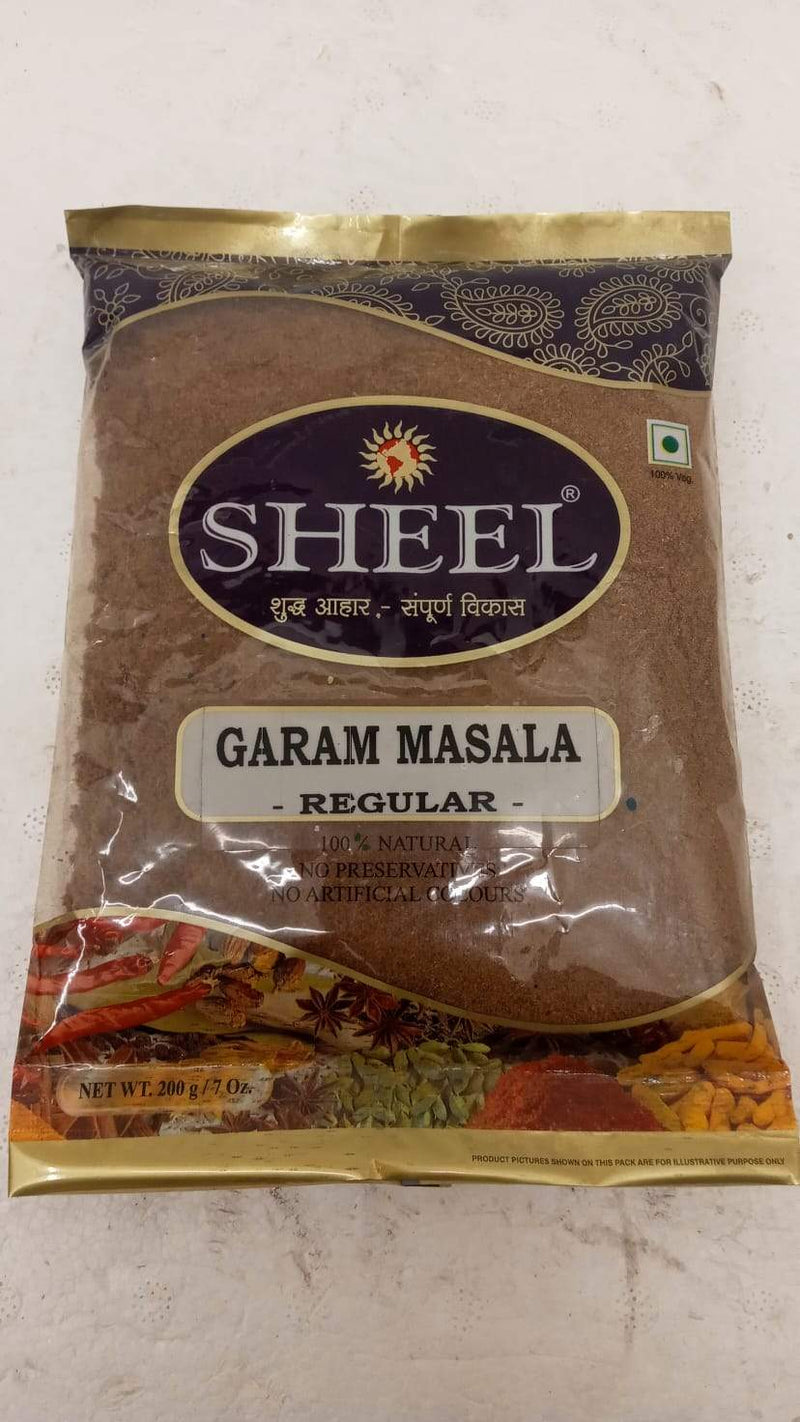 SHEEL®
शुद्ध आहार - संपूर्ण विकास
100% Veg.
GARAM MASALA
- REGULAR -
100% NATURAL
NO PRESERVATIVES
NO ARTIFICIAL COLOURS
NET WT. 200 g / 7 Oz.
PRODUCT PICTURES SHOWN ON THIS PACK ARE FOR ILLUSTRATIVE PURPOSE ONLY